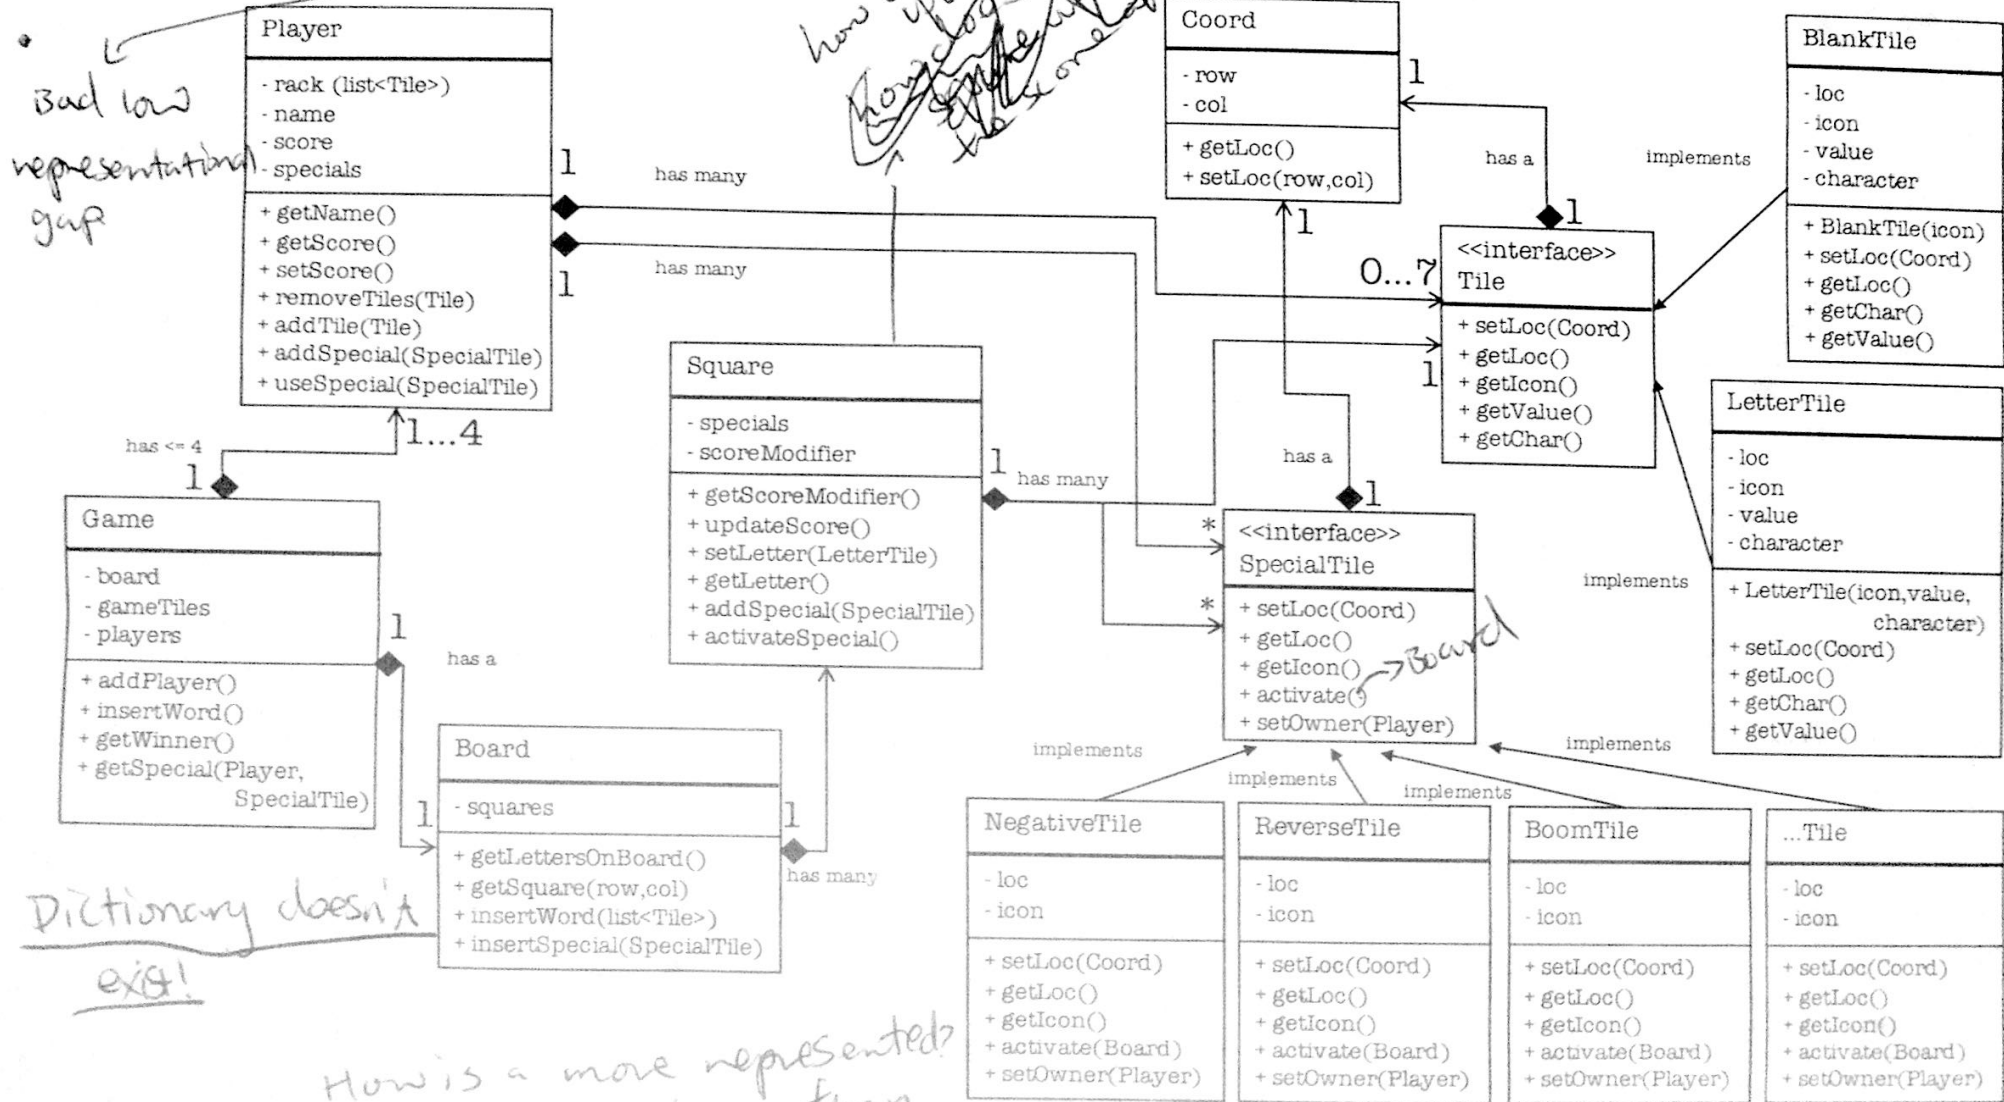 Bad low
representational
gap
Player
- rack (list<Tile>)
- name
- score
- specials
+ getName()
+ getScore()
+ setScore()
+ removeTiles(Tile)
+ addTile(Tile)
+ addSpecial(SpecialTile)
+ useSpecial(SpecialTile)
1
has many
1
has many
how
the score
Coord
- row
- col
+ getLoc()
+ setLoc(row,col)
1
has a
1
1
<<interface>>
Tile
+ setLoc(Coord)
+ getLoc()
+ getIcon()
+ getValue()
+ getChar()
0...7
1
implements
BlankTile
- loc
- icon
- value
- character
+ BlankTile(icon)
+ setLoc(Coord)
+ getLoc()
+ getChar()
+ getValue()
implements
LetterTile
- loc
- icon
- value
- character
+ LetterTile(icon,value,
character)
+ setLoc(Coord)
+ getLoc()
+ getChar()
+ getValue()
has <= 4
1
1...4
Game
- board
- gameTiles
- players
+ addPlayer()
+ insertWord()
+ getWinner()
+ getSpecial(Player,
SpecialTile)
1
has a
1
Square
- specials
- scoreModifier
+ getScoreModifier()
+ updateScore()
+ setLetter(LetterTile)
+ getLetter()
+ addSpecial(SpecialTile)
+ activateSpecial()
1
has many
has a
1
*
*
<<interface>>
SpecialTile
+ setLoc(Coord)
+ getLoc()
+ getIcon()
+ activate()
+ setOwner(Player)
Board
Board
- squares
+ getLettersOnBoard()
+ getSquare(row,col)
+ insertWord(list<Tile>)
+ insertSpecial(SpecialTile)
1
has many
implements
implements
implements
implements
NegativeTile
- loc
- icon
+ setLoc(Coord)
+ getLoc()
+ getIcon()
+ activate(Board)
+ setOwner(Player)
ReverseTile
- loc
- icon
+ setLoc(Coord)
+ getLoc()
+ getIcon()
+ activate(Board)
+ setOwner(Player)
BoomTile
- loc
- icon
+ setLoc(Coord)
+ getLoc()
+ getIcon()
+ activate(Board)
+ setOwner(Player)
...Tile
- loc
- icon
+ setLoc(Coord)
+ getLoc()
+ getIcon()
+ activate(Board)
+ setOwner(Player)
Dictionary doesn't
exist!
How is a move represented?